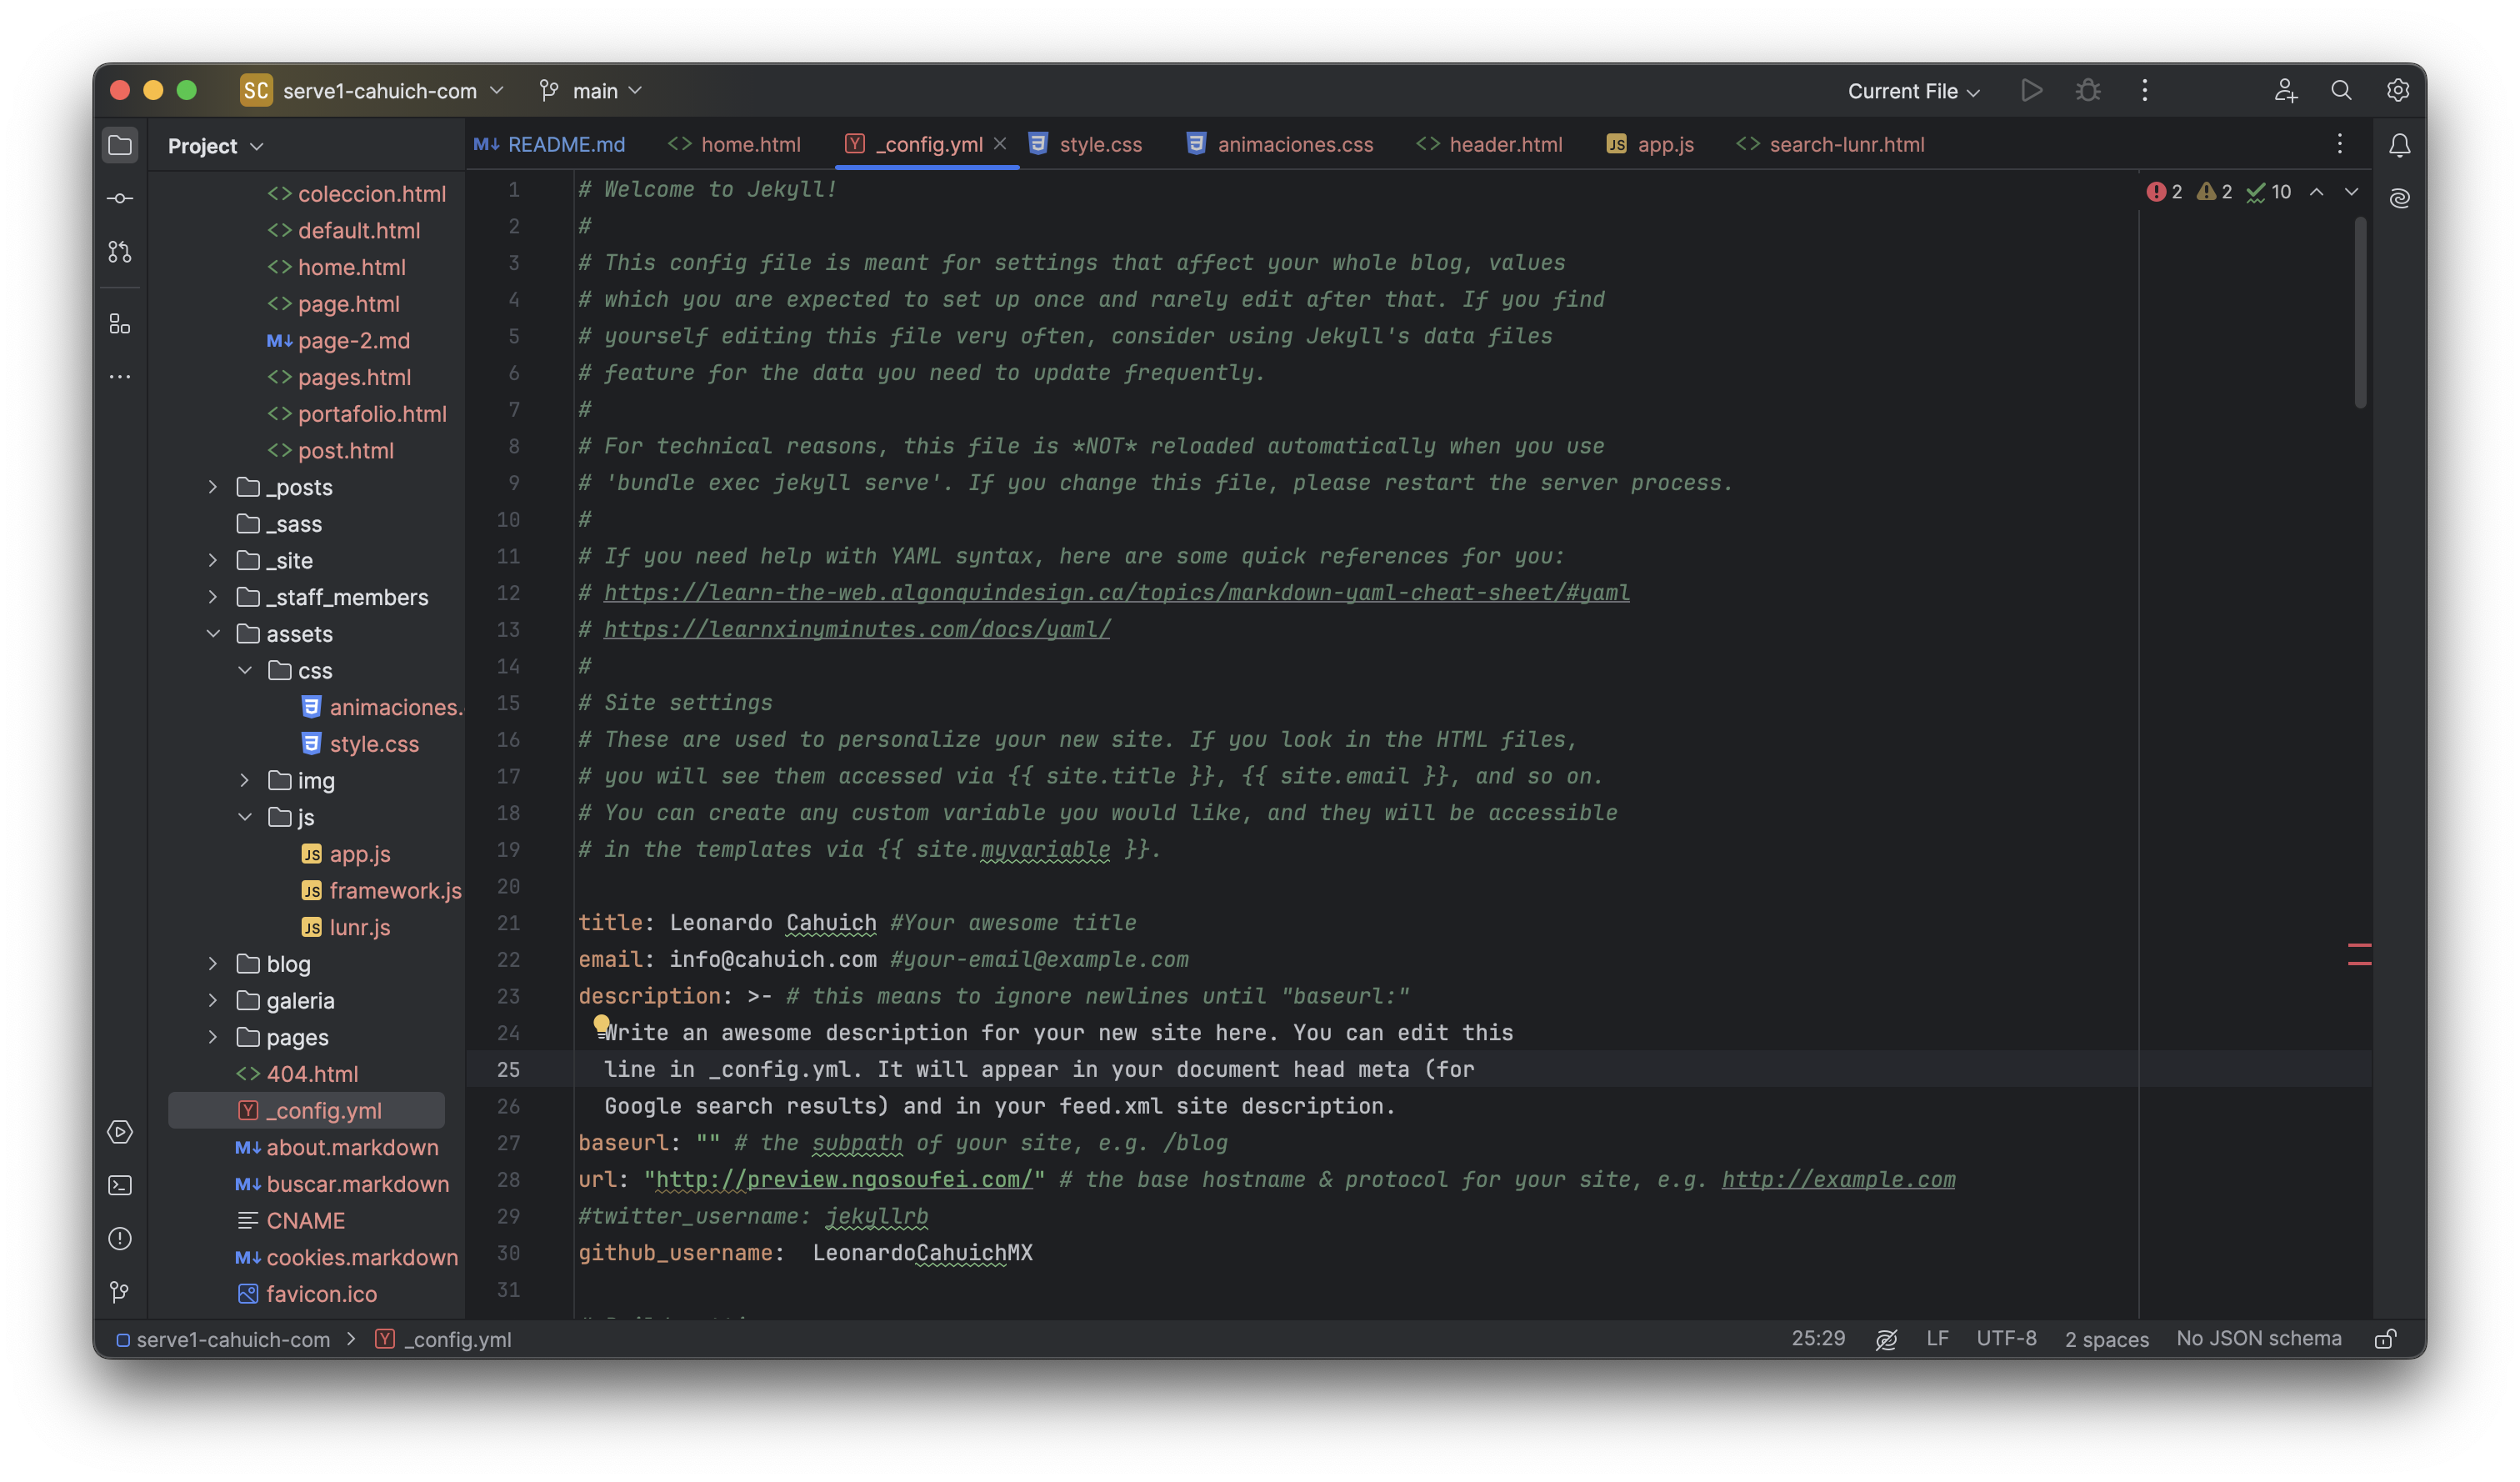 SC serve1-cahuich-com main Current File
Project
README.md home.html _config.yml style.css animaciones.css header.html app.js search-lunr.html
2 2 10
coleccion.html
default.html
home.html
page.html
page-2.md
pages.html
portafolio.html
post.html
_posts
_sass
_site
_staff_members
assets
css
animaciones.
style.css
img
js
app.js
framework.js
lunr.js
blog
galeria
pages
404.html
_config.yml
about.markdown
buscar.markdown
CNAME
cookies.markdown
favicon.ico
1 # Welcome to Jekyll!
2 #
3 # This config file is meant for settings that affect your whole blog, values
4 # which you are expected to set up once and rarely edit after that. If you find
5 # yourself editing this file very often, consider using Jekyll's data files
6 # feature for the data you need to update frequently.
7 #
8 # For technical reasons, this file is *NOT* reloaded automatically when you use
9 # 'bundle exec jekyll serve'. If you change this file, please restart the server process.
10 #
11 # If you need help with YAML syntax, here are some quick references for you:
12 # https://learn-the-web.algonquindesign.ca/topics/markdown-yaml-cheat-sheet/#yaml
13 # https://learnxinyminutes.com/docs/yaml/
14 #
15 # Site settings
16 # These are used to personalize your new site. If you look in the HTML files,
17 # you will see them accessed via {{ site.title }}, {{ site.email }}, and so on.
18 # You can create any custom variable you would like, and they will be accessible
19 # in the templates via {{ site.myvariable }}.
20
21 title: Leonardo Cahuich #Your awesome title
22 email: info@cahuich.com #your-email@example.com
23 description: >- # this means to ignore newlines until "baseurl:"
24 Write an awesome description for your new site here. You can edit this
25 line in _config.yml. It will appear in your document head meta (for
26 Google search results) and in your feed.xml site description.
27 baseurl: "" # the subpath of your site, e.g. /blog
28 url: "http://preview.ngosoufei.com/" # the base hostname & protocol for your site, e.g. http://example.com
29 #twitter_username: jekyllrb
30 github_username:  LeonardoCahuichMX
31
serve1-cahuich-com > _config.yml 25:29 LF UTF-8 2 spaces No JSON schema